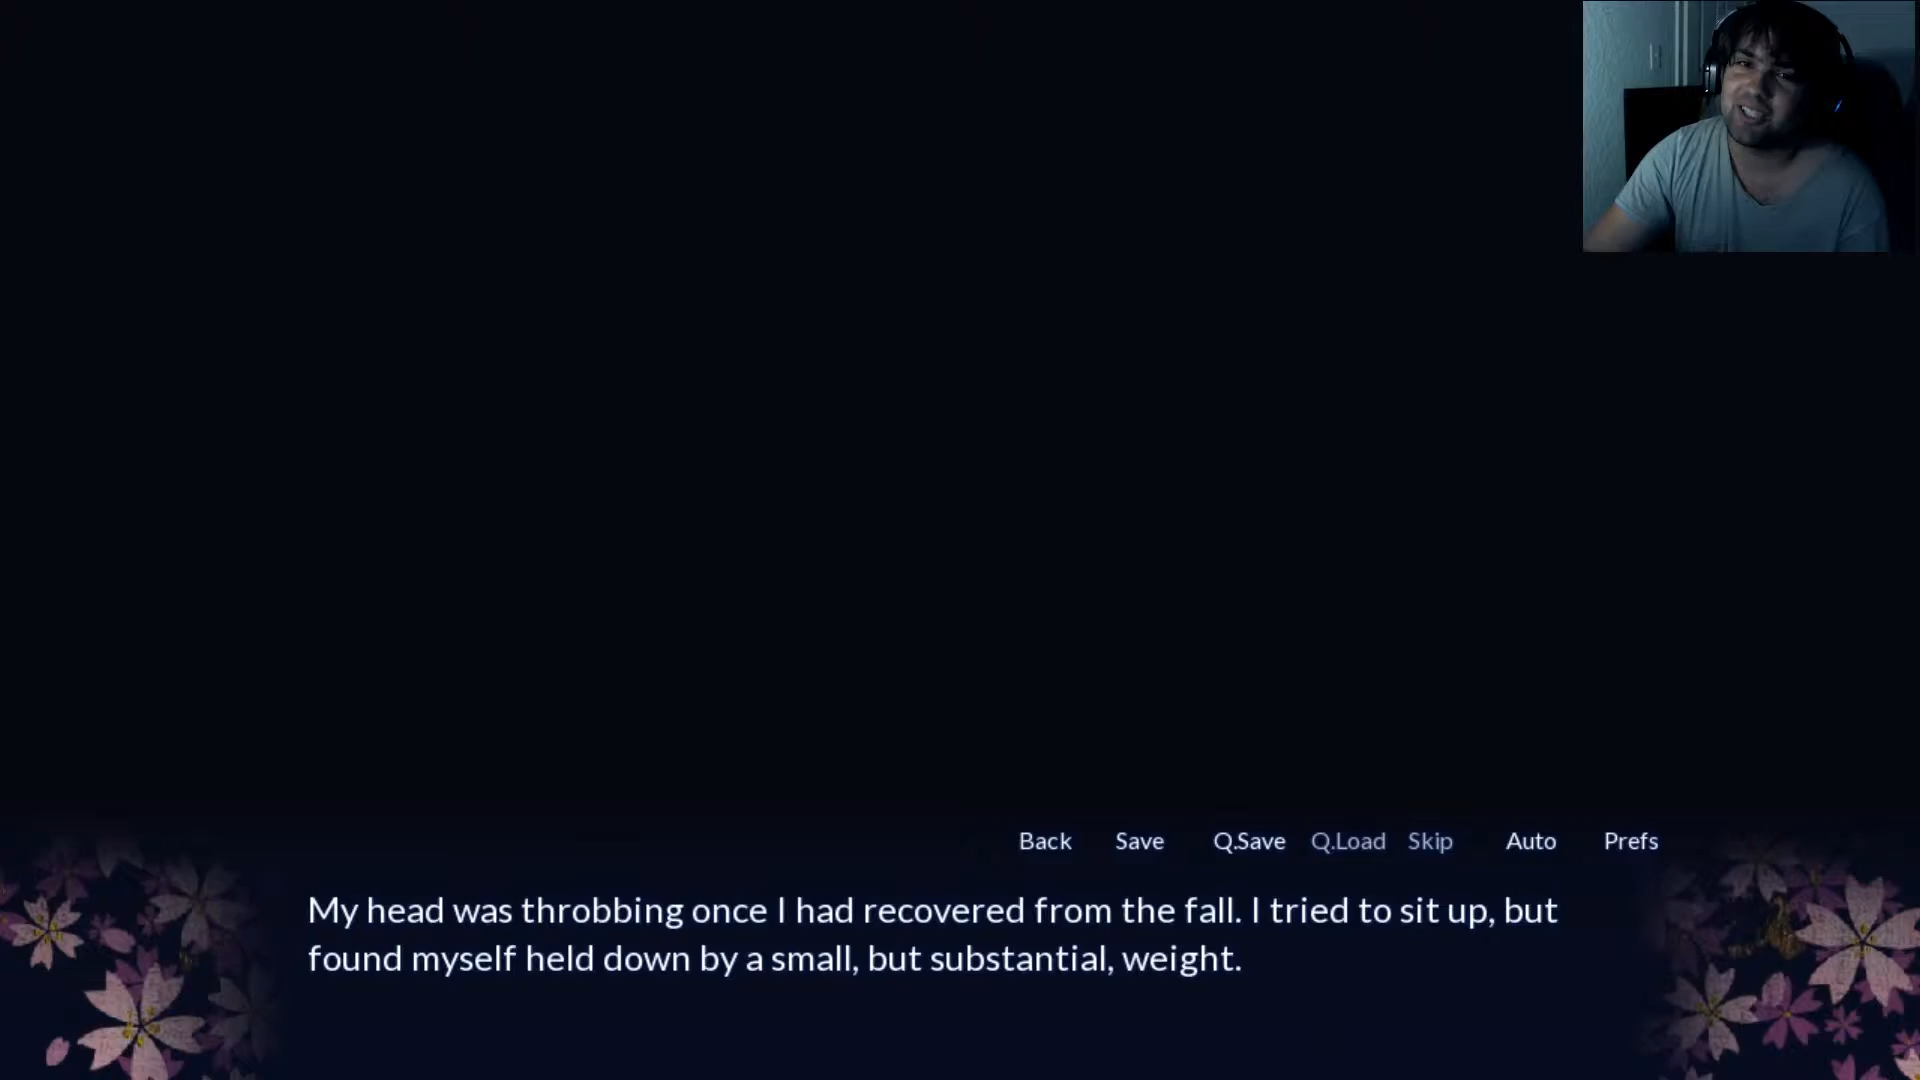 Back Save Q.Save Q.Load Skip Auto Prefs
My head was throbbing once I had recovered from the fall. I tried to sit up, but
found myself held down by a small, but substantial, weight.